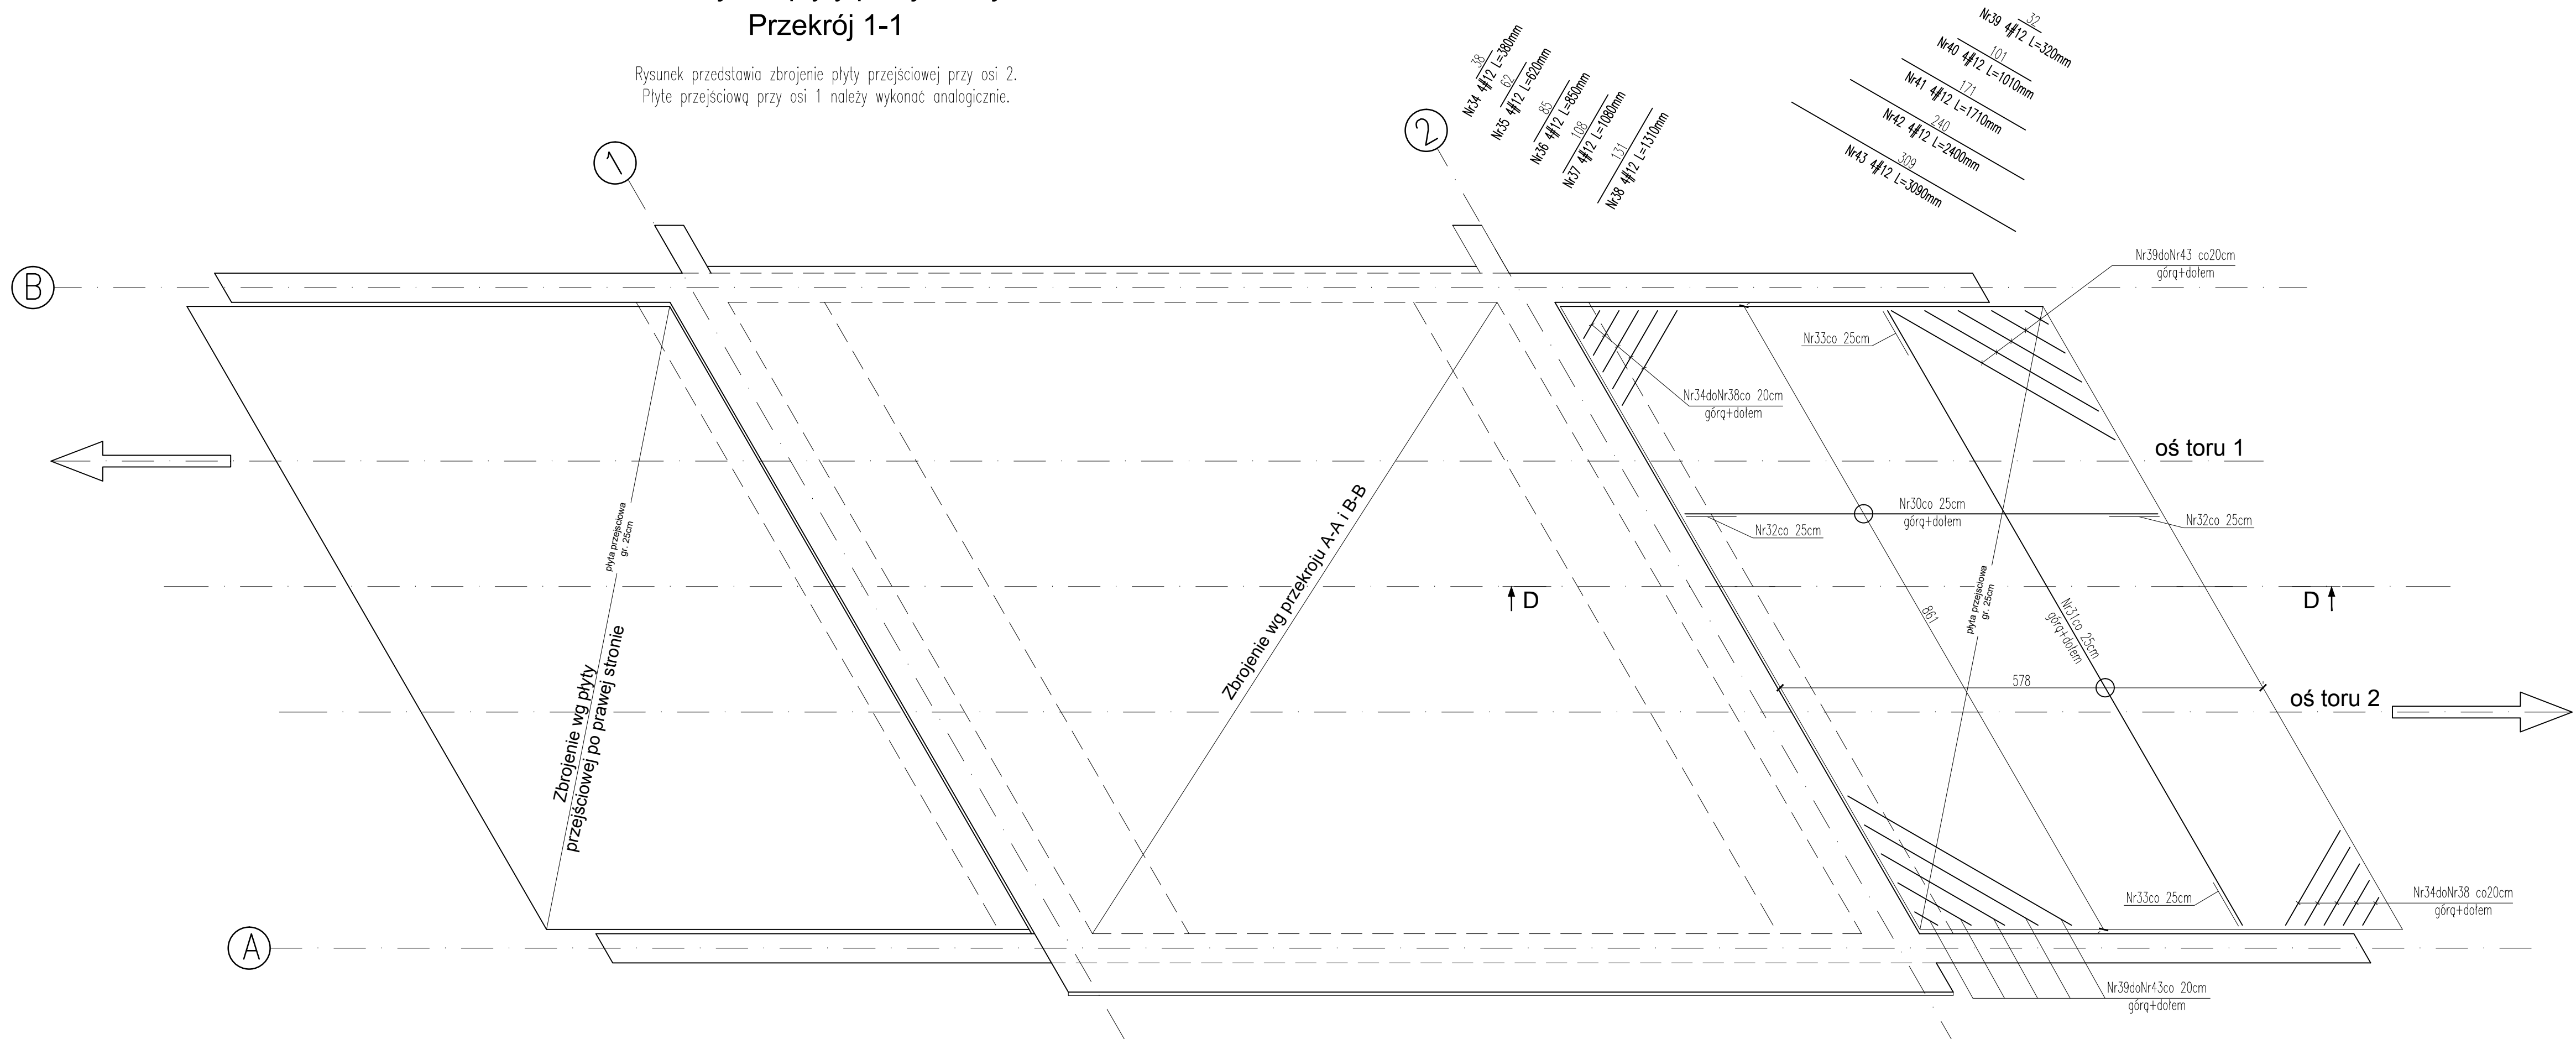 Przekrój 1-1
Rysunek przedstawia zbrojenie płyty przejściowej przy osi 2.
Płyte przejściową przy osi 1 należy wykonać analogicznie.
38
Nr34 4#12 L=380mm
62
Nr35 4#12 L=620mm
85
Nr36 4#12 L=850mm
108
Nr37 4#12 L=1080mm
131
Nr38 4#12 L=1310mm
32
Nr39 4#12 L=320mm
101
Nr40 4#12 L=1010mm
171
Nr41 4#12 L=1710mm
240
Nr42 4#12 L=2400mm
309
Nr43 4#12 L=3090mm
1
2
B
Nr39doNr43 co20cm
górą+dołem
Nr33co 25cm
Nr34doNr38co 20cm
górą+dołem
oś toru 1
Nr30co 25cm
górą+dołem
Nr32co 25cm
Nr32co 25cm
płyta przejściowa
gr. 25cm
Zbrojenie wg płyty
przejściowej po prawej stronie
Zbrojenie wg przekroju A-A i B-B
D
D
861
płyta przejściowa
gr. 25cm
Nr31co 25cm
górą+dołem
578
oś toru 2
Nr33co 25cm
Nr34doNr38 co20cm
górą+dołem
A
Nr39doNr43co 20cm
górą+dołem